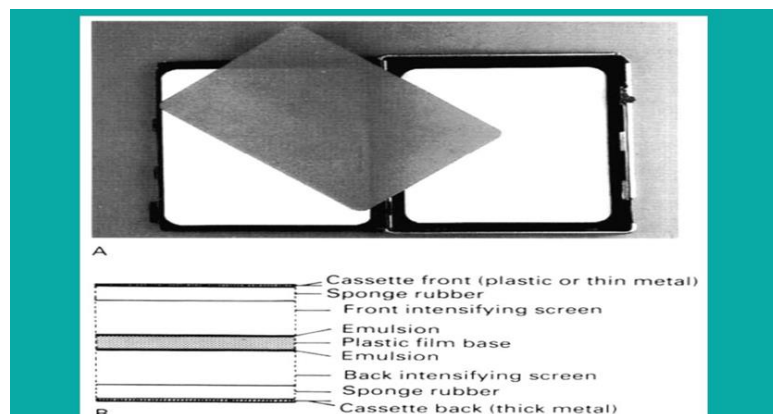 A
Cassette front (plastic or thin metal)
Sponge rubber
Front intensifying screen
Emulsion
Plastic film base
Emulsion
Back intensifying screen
Sponge rubber
Cassette back (thick metal)
B